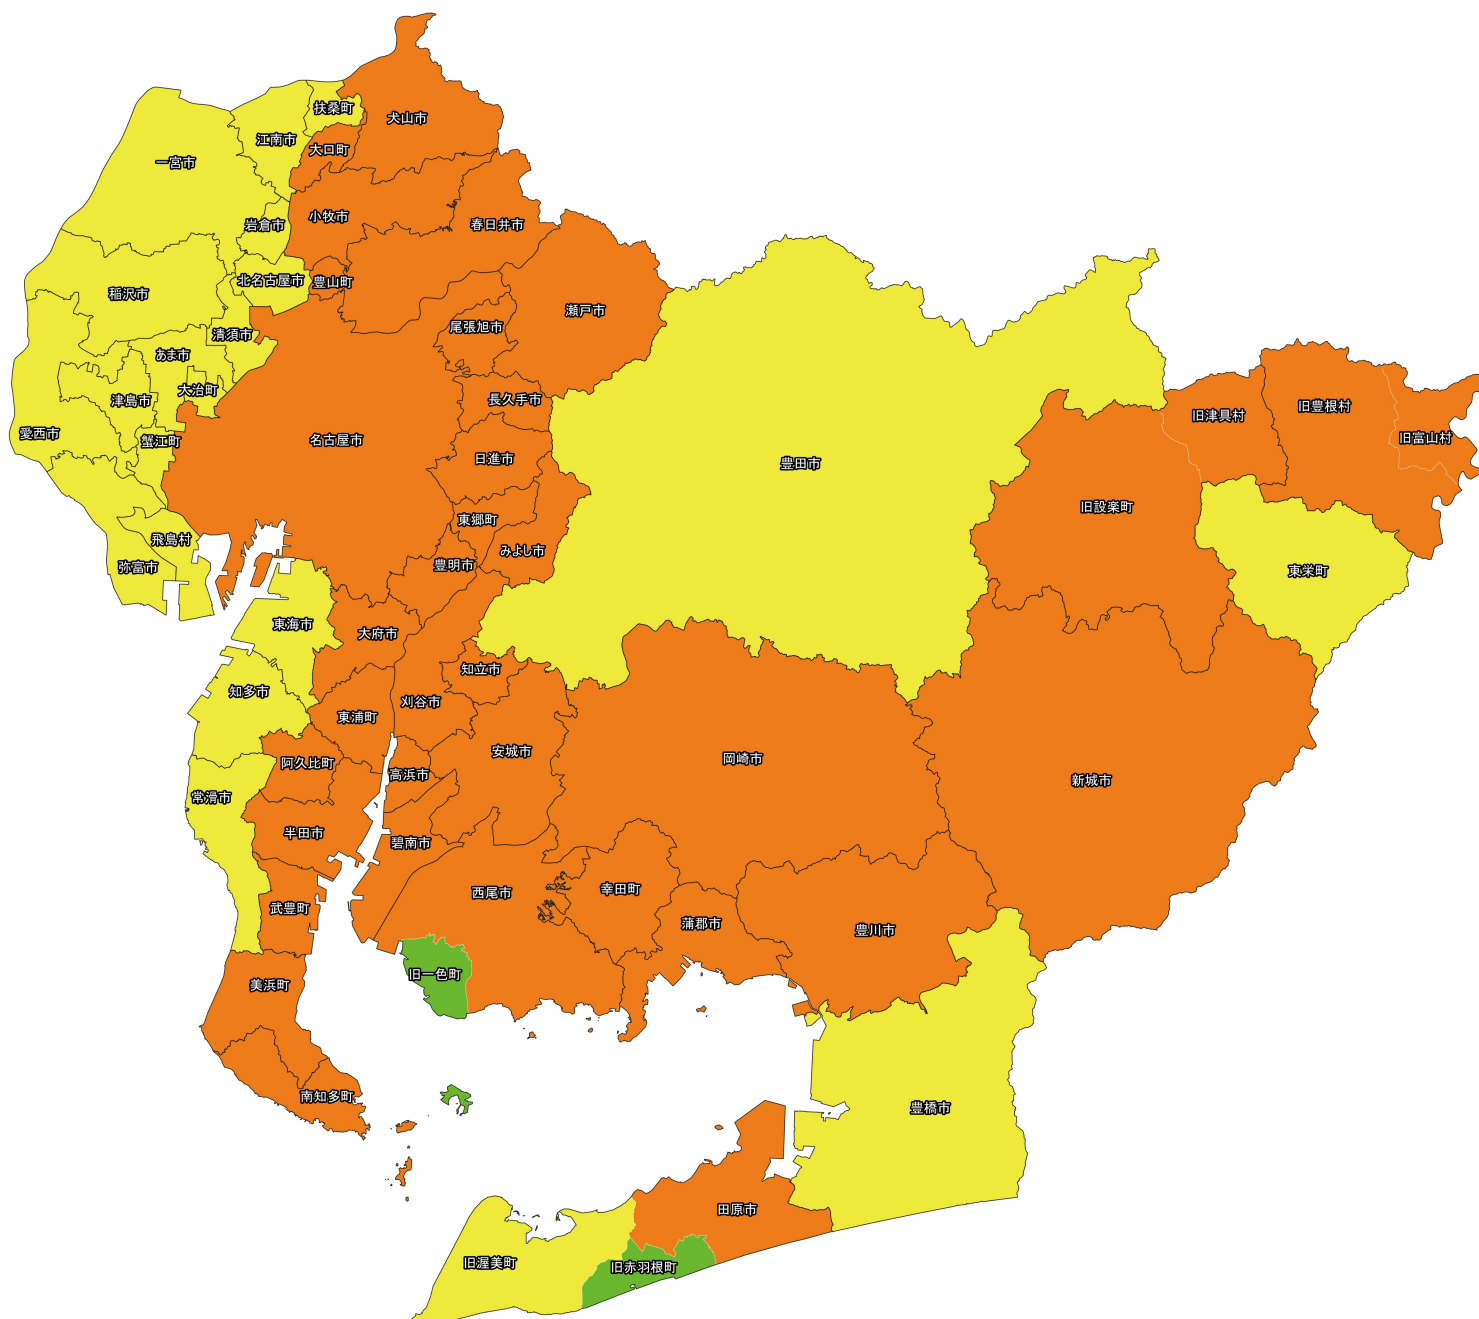 扶桑町
犬山市
江南市
大口町
一宮市
小牧市
岩倉市
春日井市
北名古屋市
豊山町
稲沢市
瀬戸市
尾張旭市
清須市
あま市
大治町
津島市
長久手市
旧津具村
旧豊根村
愛西市
蟹江町
名古屋市
旧富山村
日進市
豊田市
旧設楽町
東郷町
飛島村
みよし市
弥富市
豊明市
東栄町
東海市
大府市
知立市
知多市
刈谷市
東浦町
安城市
岡崎市
阿久比町
高浜市
新城市
常滑市
半田市
碧南市
西尾市
幸田町
武豊町
蒲郡市
豊川市
旧一色町
美浜町
南知多町
豊橋市
田原市
旧渥美町
旧赤羽根町